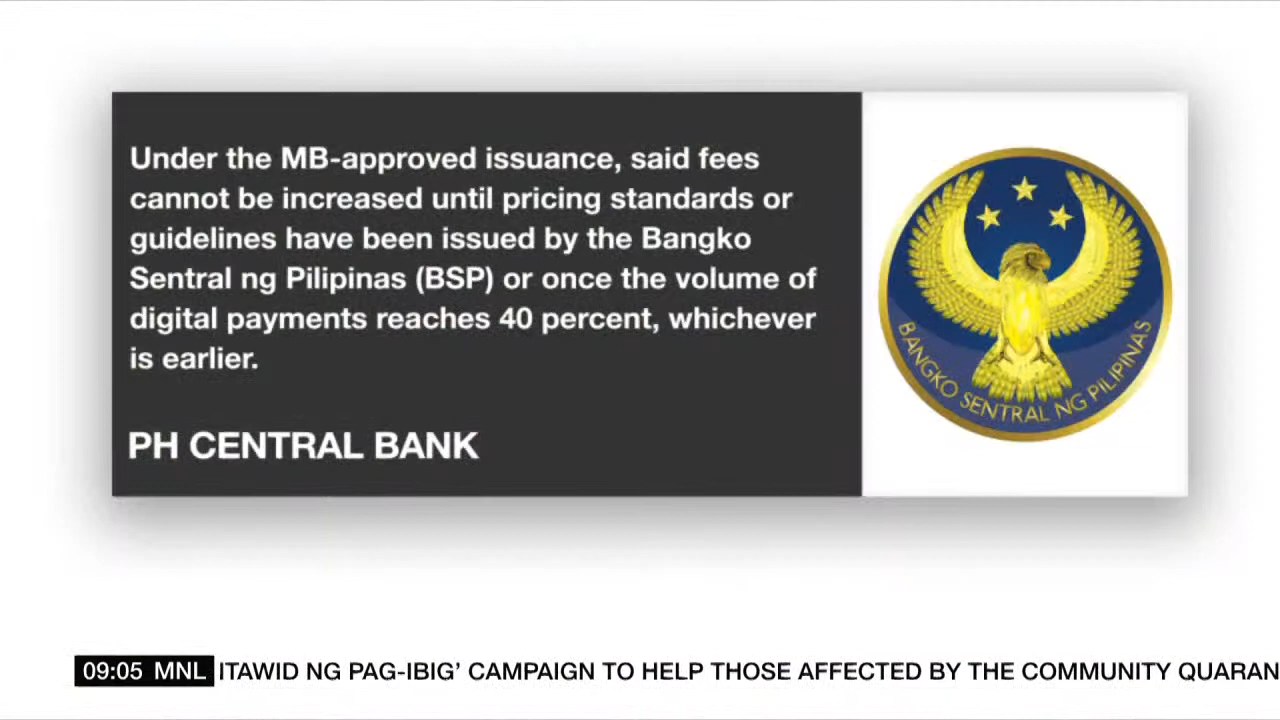 Under the MB-approved issuance, said fees
cannot be increased until pricing standards or
guidelines have been issued by the Bangko
Sentral ng Pilipinas (BSP) or once the volume of
digital payments reaches 40 percent, whichever
is earlier.
PH CENTRAL BANK
BANGKO SENTRAL NG PILIPINAS
09:05 MNL ITAWID NG PAG-IBIG’ CAMPAIGN TO HELP THOSE AFFECTED BY THE COMMUNITY QUARAN